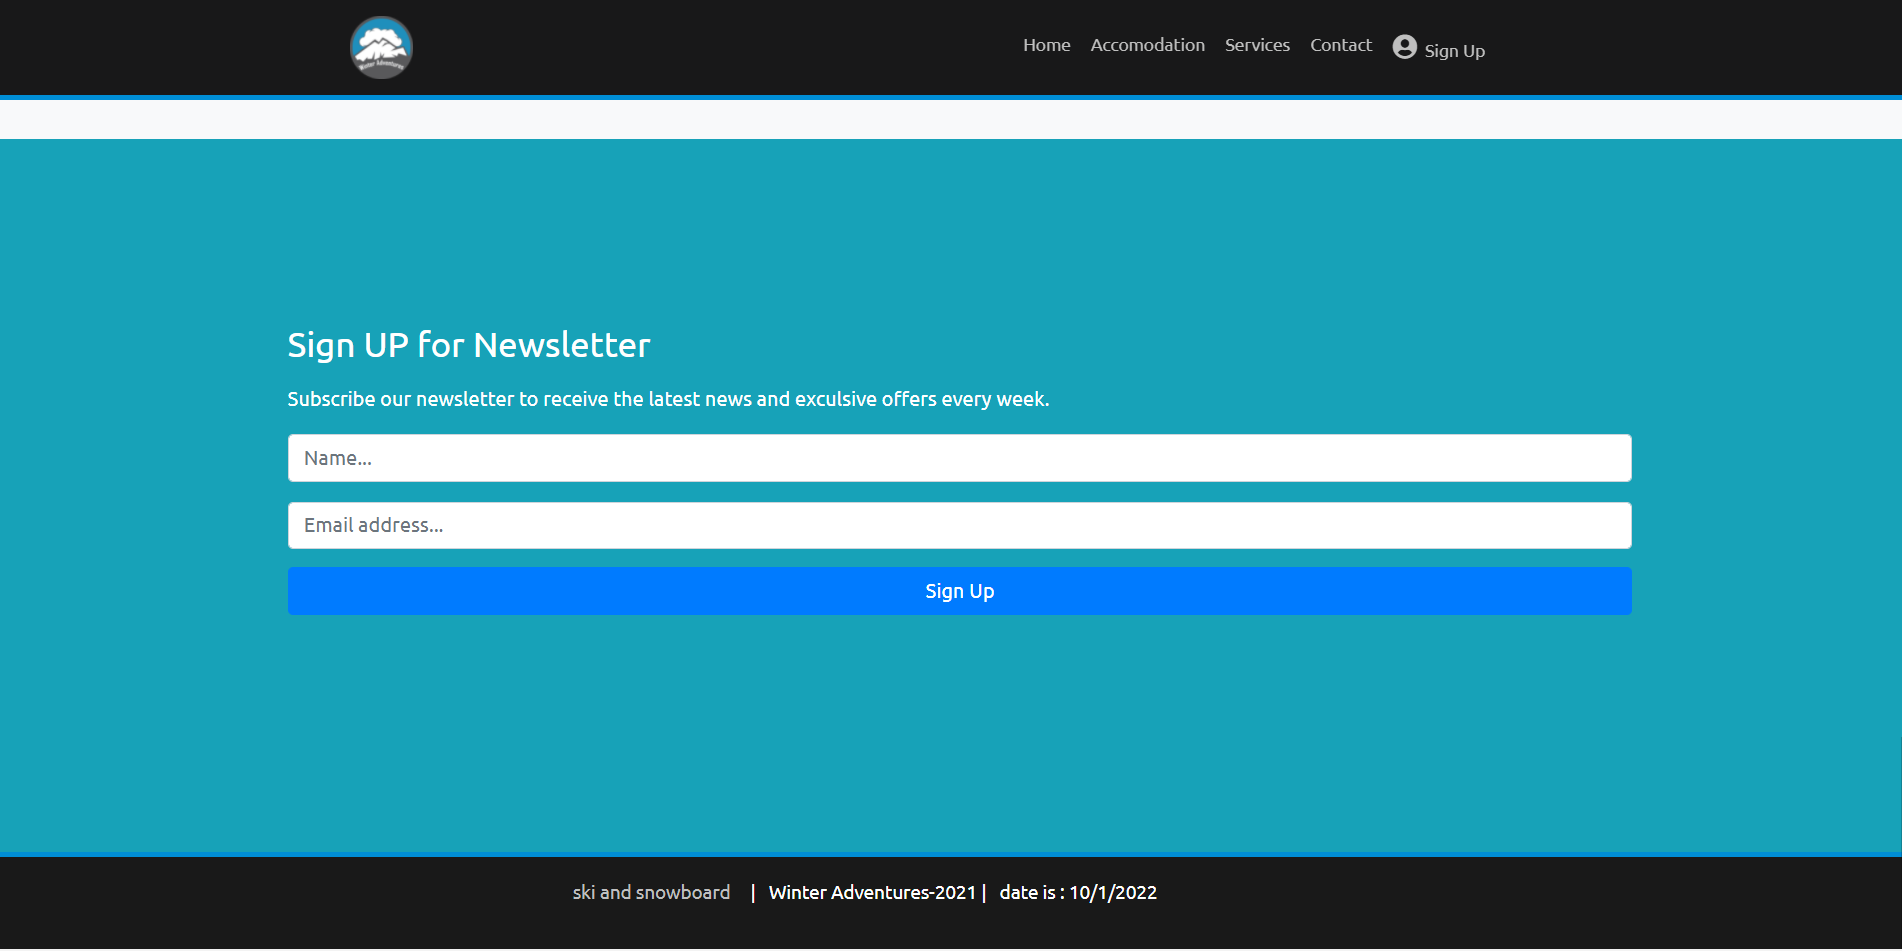 Winter Adventures
Home Accomodation Services Contact Sign Up
Sign UP for Newsletter
Subscribe our newsletter to receive the latest news and exculsive offers every week.
Name...
Email address...
Sign Up
ski and snowboard | Winter Adventures-2021 | date is : 10/1/2022